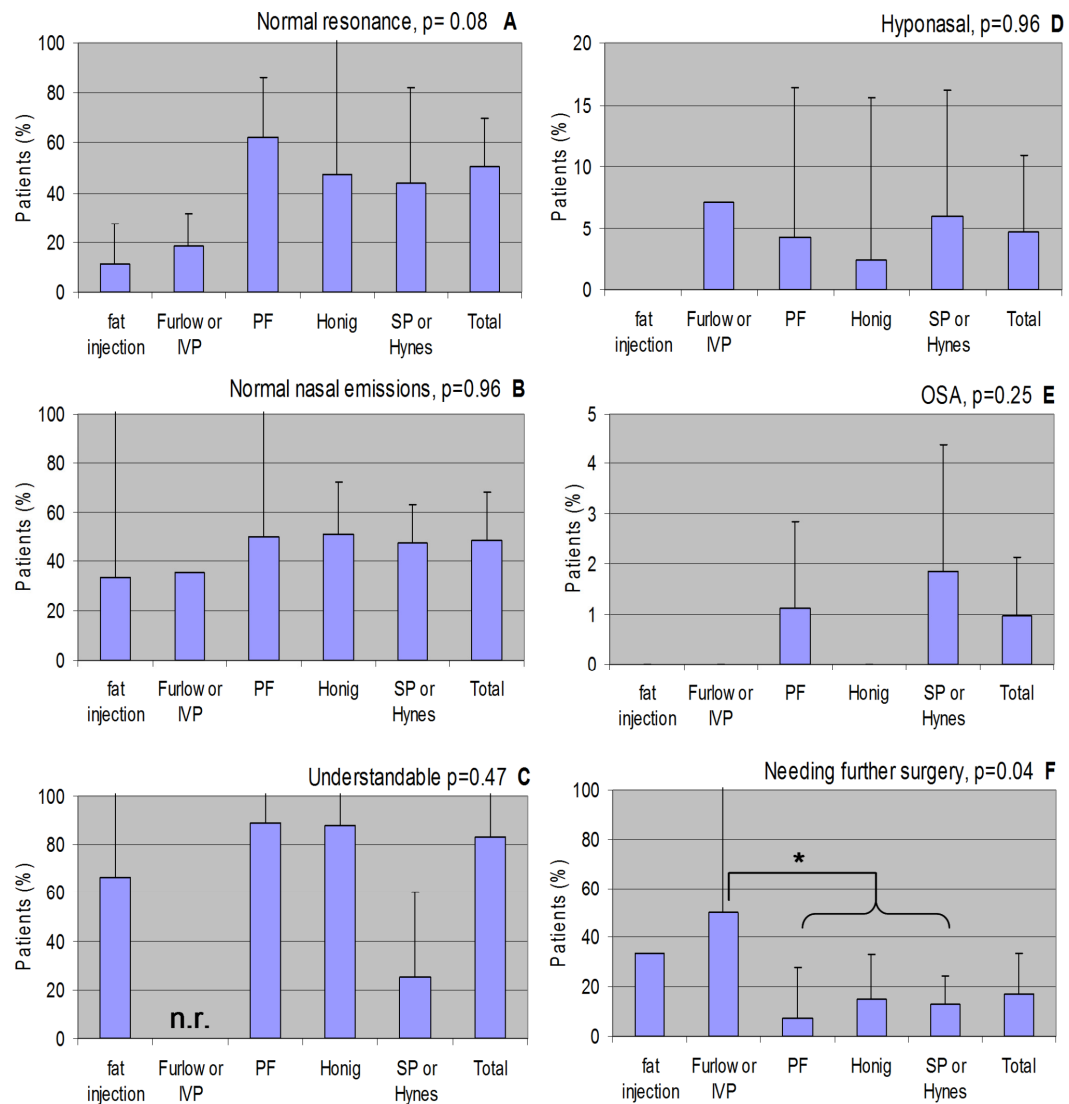 Normal resonance, p= 0.08 A
Patients (%)
100
80
60
40
20
0
fat injection
Furlow or IVP
PF
Honig
SP or Hynes
Total
Normal nasal emissions, p=0.96 B
Patients (%)
100
80
60
40
20
0
fat injection
Furlow or IVP
PF
Honig
SP or Hynes
Total
Understandable p=0.47 C
Patients (%)
100
80
60
40
20
0
n.r.
fat injection
Furlow or IVP
PF
Honig
SP or Hynes
Total
Hyponasal, p=0.96 D
Patients (%)
20
15
10
5
0
fat injection
Furlow or IVP
PF
Honig
SP or Hynes
Total
OSA, p=0.25 E
Patients (%)
5
4
3
2
1
0
fat injection
Furlow or IVP
PF
Honig
SP or Hynes
Total
Needing further surgery, p=0.04 F
Patients (%)
100
80
60
40
20
0
*
fat injection
Furlow or IVP
PF
Honig
SP or Hynes
Total